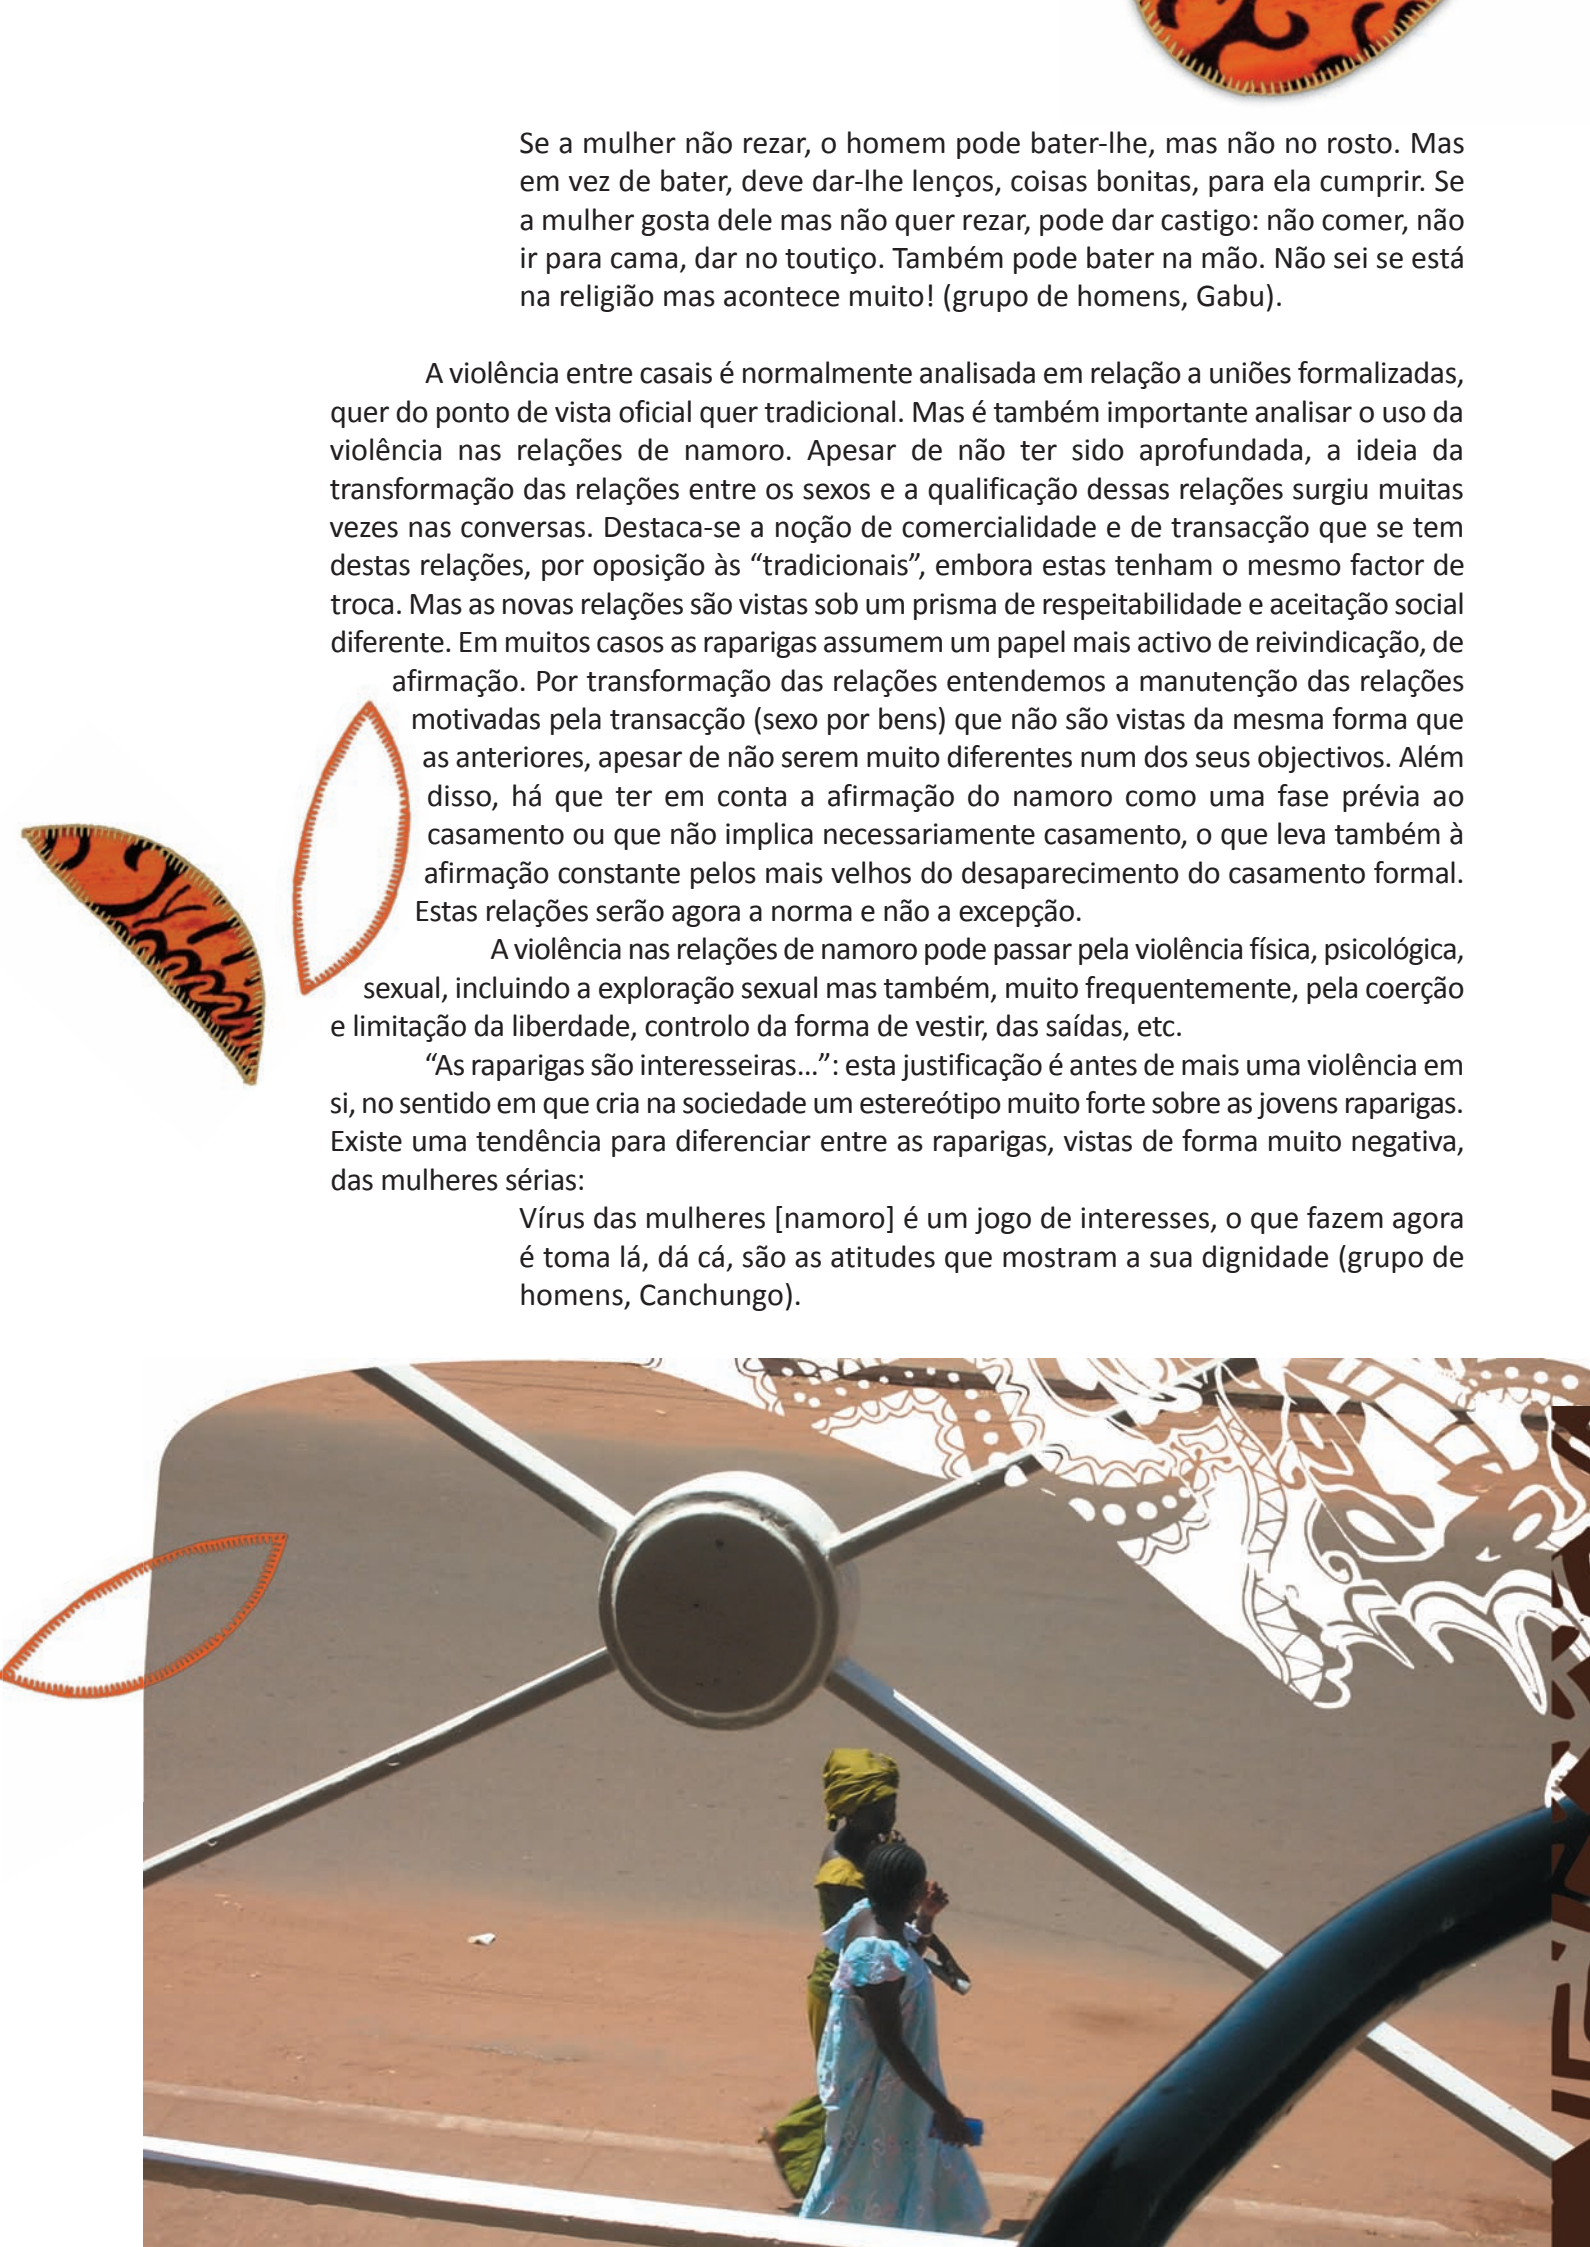 Se a mulher não rezar, o homem pode bater-lhe, mas não no rosto. Mas
em vez de bater, deve dar-lhe lenços, coisas bonitas, para ela cumprir. Se
a mulher gosta dele mas não quer rezar, pode dar castigo: não comer, não
ir para cama, dar no toutiço. Também pode bater na mão. Não sei se está
na religião mas acontece muito! (grupo de homens, Gabu).
A violência entre casais é normalmente analisada em relação a uniões formalizadas,
quer do ponto de vista oficial quer tradicional. Mas é também importante analisar o uso da
violência nas relações de namoro. Apesar de não ter sido aprofundada, a ideia da
transformação das relações entre os sexos e a qualificação dessas relações surgiu muitas
vezes nas conversas. Destaca-se a noção de comercialidade e de transacção que se tem
destas relações, por oposição às “tradicionais”, embora estas tenham o mesmo factor de
troca. Mas as novas relações são vistas sob um prisma de respeitabilidade e aceitação social
diferente. Em muitos casos as raparigas assumem um papel mais activo de reivindicação, de
afirmação. Por transformação das relações entendemos a manutenção das relações
motivadas pela transacção (sexo por bens) que não são vistas da mesma forma que
as anteriores, apesar de não serem muito diferentes num dos seus objectivos. Além
disso, há que ter em conta a afirmação do namoro como uma fase prévia ao
casamento ou que não implica necessariamente casamento, o que leva também à
afirmação constante pelos mais velhos do desaparecimento do casamento formal.
Estas relações serão agora a norma e não a excepção.
A violência nas relações de namoro pode passar pela violência física, psicológica,
sexual, incluindo a exploração sexual mas também, muito frequentemente, pela coerção
e limitação da liberdade, controlo da forma de vestir, das saídas, etc.
“As raparigas são interesseiras...”: esta justificação é antes de mais uma violência em
si, no sentido em que cria na sociedade um estereótipo muito forte sobre as jovens raparigas.
Existe uma tendência para diferenciar entre as raparigas, vistas de forma muito negativa,
das mulheres sérias:
Vírus das mulheres [namoro] é um jogo de interesses, o que fazem agora
é toma lá, dá cá, são as atitudes que mostram a sua dignidade (grupo de
homens, Canchungo).